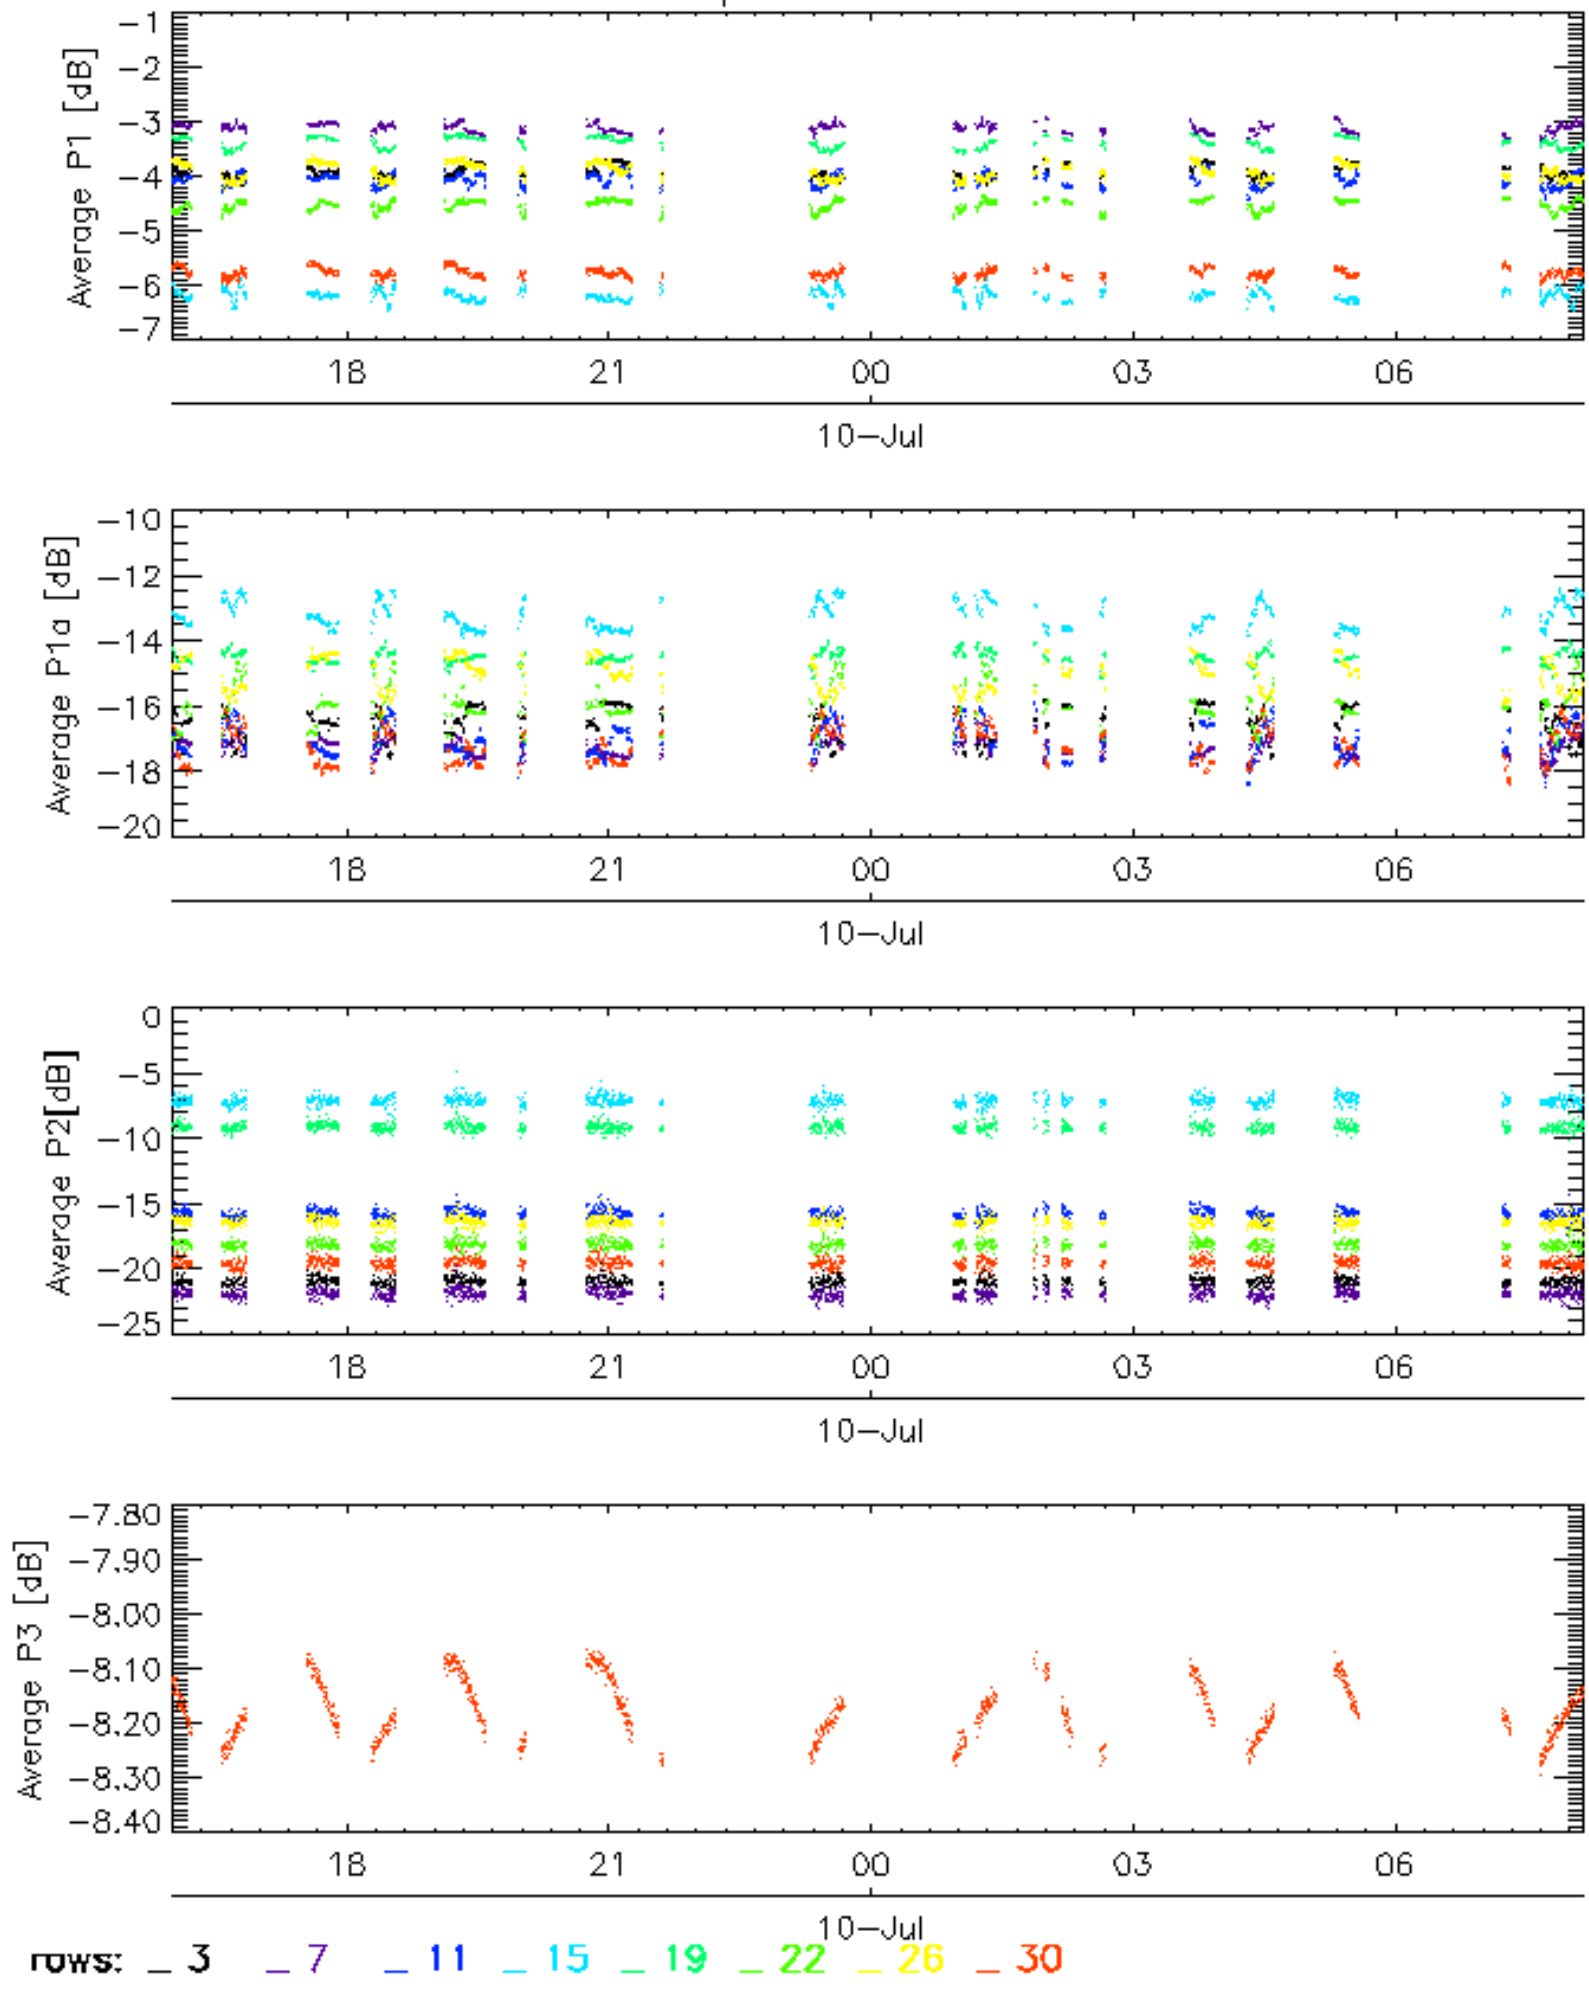 Average P1 [dB]
-1
-2
-3
-4
-5
-6
-7
18 21 00 03 06
10-Jul
Average P1a [dB]
-10
-12
-14
-16
-18
-20
18 21 00 03 06
10-Jul
Average P2[dB]
0
-5
-10
-15
-20
-25
18 21 00 03 06
10-Jul
Average P3 [dB]
-7.80
-7.90
-8.00
-8.10
-8.20
-8.30
-8.40
18 21 00 03 06
10-Jul
rows: _ 3 _ 7 _ 11 _ 15 _ 19 _ 22 _ 26 _ 30